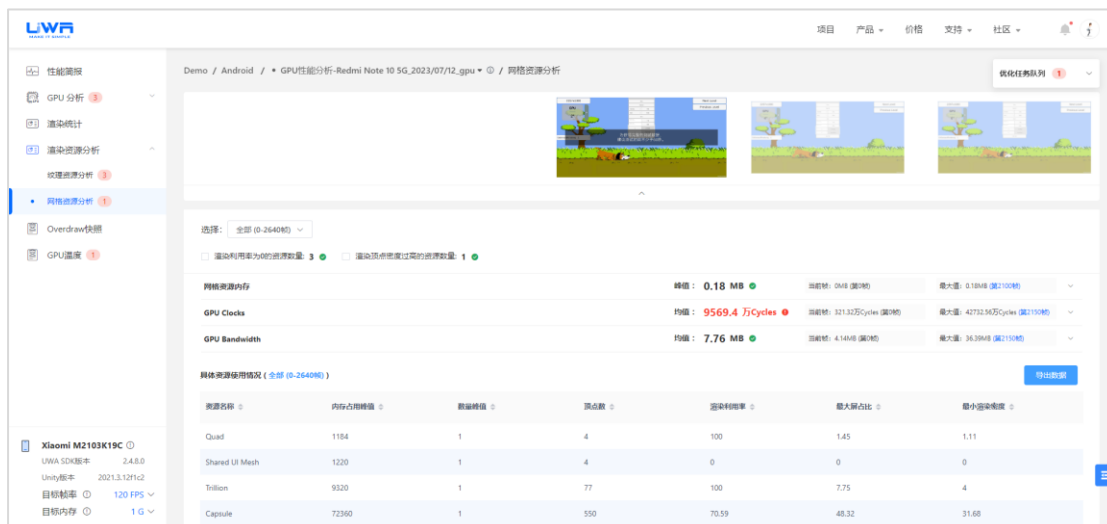 UWA
MAKE IT SIMPLE
项目 产品 价格 支持 社区
性能简报
GPU 分析 3
渲染统计
渲染资源分析
纹理资源分析 3
网格资源分析 1
Overdraw快照
GPU温度 1
Xiaomi M2103K19C
UWA SDK版本 2.4.8.0
Unity版本 2021.3.12f1c2
目标帧率 120 FPS
目标内存 1 G
Demo / Android / • GPU性能分析-Redmi Note 10 5G_2023/07/12_gpu / 网格资源分析
优化任务队列 1
选择: 全部 (0-2640帧)
渲染利用率为0的资源数量: 3 渲染顶点密度过高的资源数量: 1
网格资源内存 峰值: 0.18 MB 当前帧: 0MB (第0帧) 最大值: 0.18MB (第2100帧)
GPU Clocks 均值: 9569.4 万Cycles 当前帧: 321.32万Cycles (第0帧) 最大值: 42732.56万Cycles (第2150帧)
GPU Bandwidth 均值: 7.76 MB 当前帧: 4.14MB (第0帧) 最大值: 36.39MB (第2150帧)
具体资源使用情况 ( 全部 (0-2640帧) ) 导出数据
资源名称 内存占用峰值 数量峰值 顶点数 渲染利用率 最大屏占比 最小渲染密度
Quad 1184 1 4 100 1.45 1.11
Shared UI Mesh 1220 1 4 0 0 0
Trillion 9320 1 77 100 7.75 4
Capsule 72360 1 550 70.59 48.32 31.68